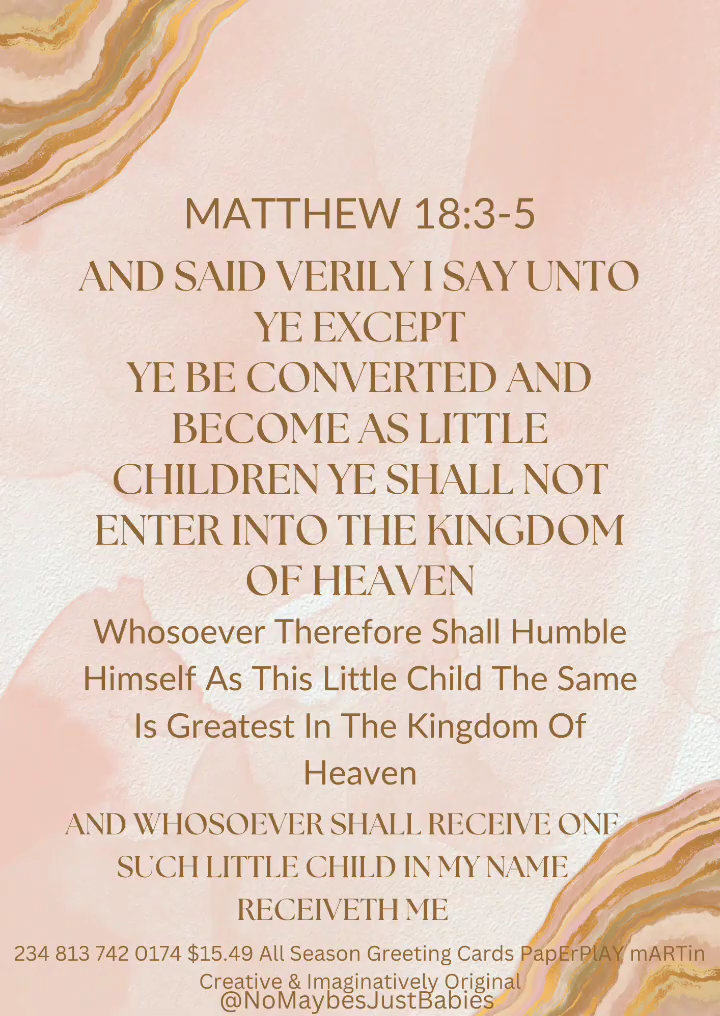 MATTHEW 18:3-5
AND SAID VERILY I SAY UNTO
YE EXCEPT
YE BE CONVERTED AND
BECOME AS LITTLE
CHILDREN YE SHALL NOT
ENTER INTO THE KINGDOM
OF HEAVEN
Whosoever Therefore Shall Humble
Himself As This Little Child The Same
Is Greatest In The Kingdom Of
Heaven
AND WHOSOEVER SHALL RECEIVE ONE
SUCH LITTLE CHILD IN MY NAME
RECEIVETH ME
234 813 742 0174 $15.49 All Season Greeting Cards PapErPlAY mARTin
Creative & Imaginatively Original
@NoMaybesJustBabies